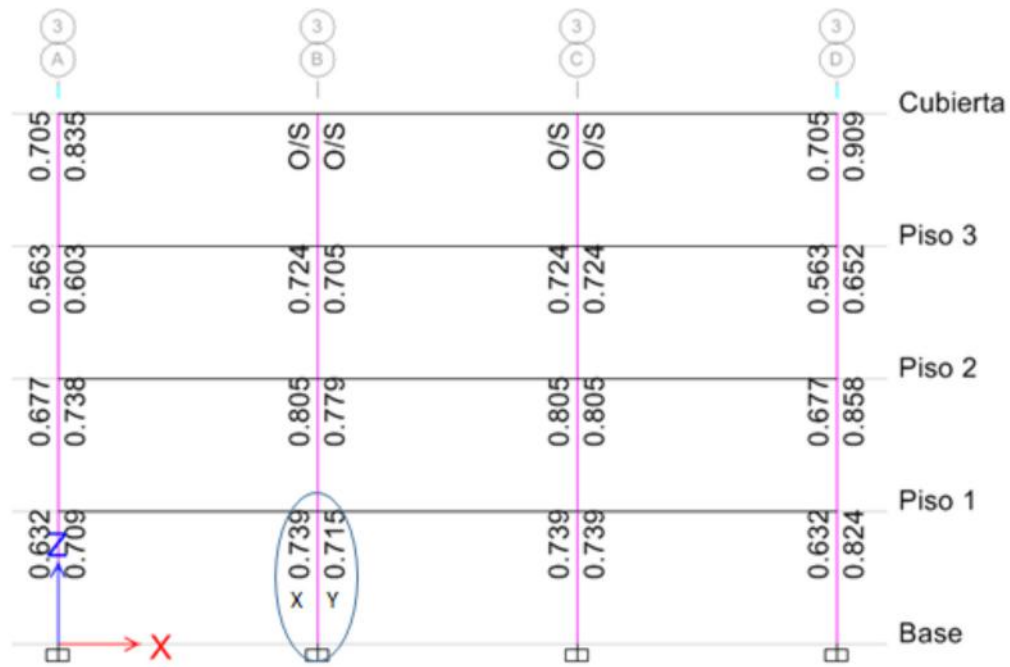 3 3 3 3
A B C D
Cubierta
0.705 0.835 O/S O/S O/S O/S 0.705 0.909
Piso 3
0.563 0.603 0.724 0.705 0.724 0.724 0.563 0.652
Piso 2
0.677 0.738 0.805 0.779 0.805 0.805 0.677 0.858
Piso 1
0.632 0.709 0.739 0.715 0.739 0.739 0.632 0.824
Z
X Y
Base
X